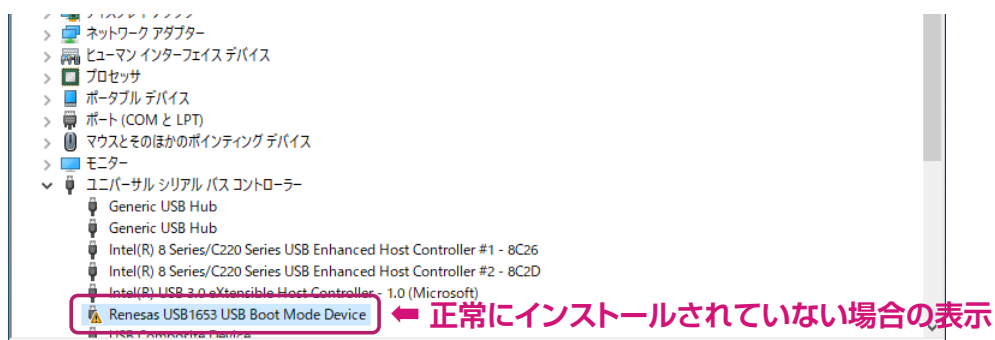 ディスプレイ アダプター
ネットワーク アダプター
ヒューマン インターフェイス デバイス
プロセッサ
ポータブル デバイス
ポート (COM と LPT)
マウスとそのほかのポインティング デバイス
モニター
ユニバーサル シリアル バス コントローラー
Generic USB Hub
Generic USB Hub
Intel(R) 8 Series/C220 Series USB Enhanced Host Controller #1 - 8C26
Intel(R) 8 Series/C220 Series USB Enhanced Host Controller #2 - 8C2D
Intel(R) USB 3.0 eXtensible Host Controller - 1.0 (Microsoft)
Renesas USB1653 USB Boot Mode Device
⬅ 正常にインストールされていない場合の表示
USB Composite Device